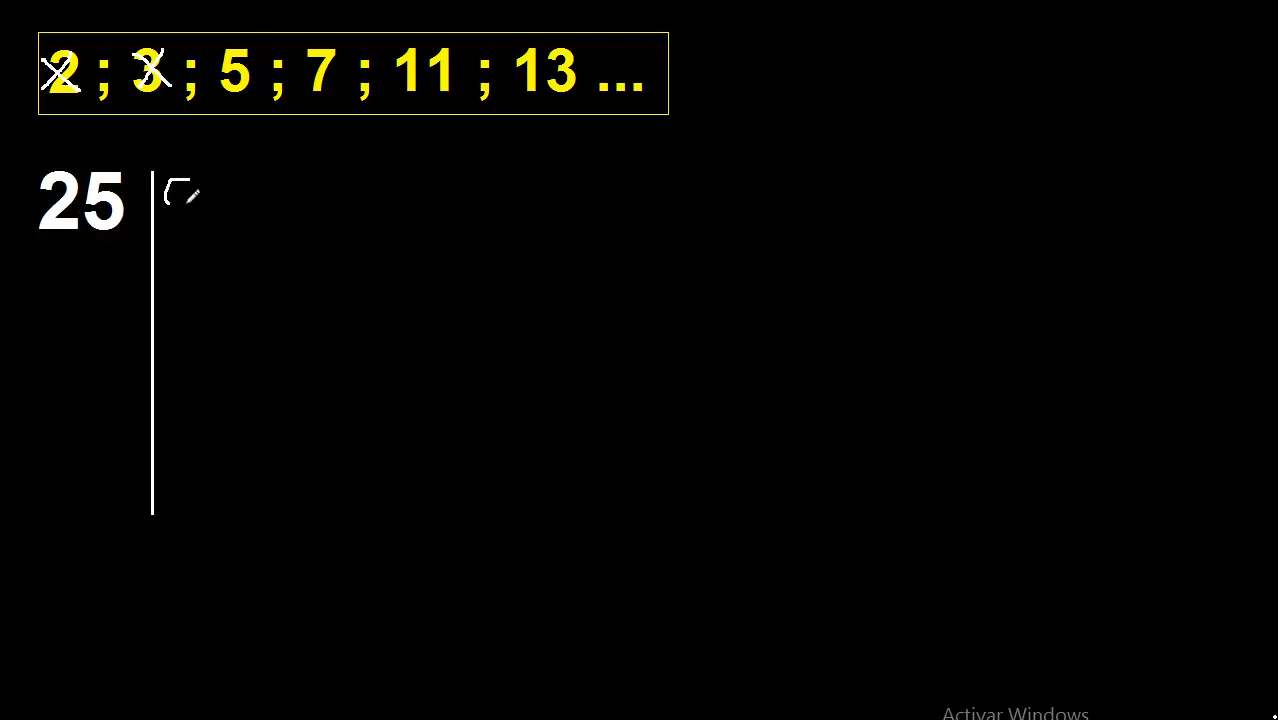 2 ; 3 ; 5 ; 7 ; 11 ; 13 ...
25
Activar Windows